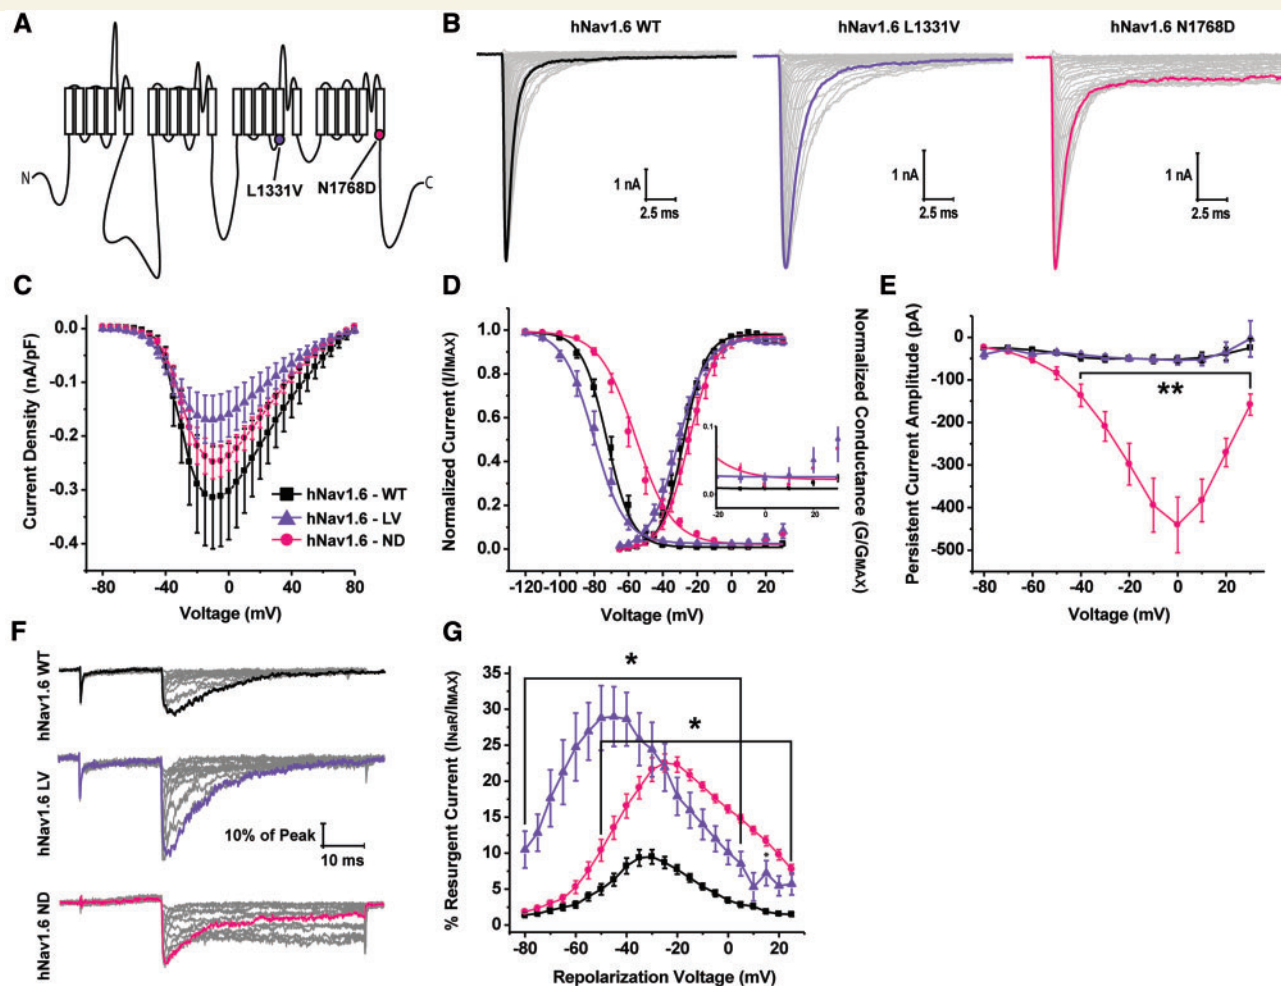 A
N
L1331V
N1768D
C
B
hNav1.6 WT
hNav1.6 L1331V
hNav1.6 N1768D
1 nA
2.5 ms
1 nA
2.5 ms
1 nA
2.5 ms
C
Current Density (nA/pF)
0.0
-0.1
-0.2
-0.3
-0.4
hNav1.6 - WT
hNav1.6 - LV
hNav1.6 - ND
-80 -40 0 40 80
Voltage (mV)
D
Normalized Current (I/IMAX)
1.0
0.8
0.6
0.4
0.2
0.0
0.1
0.0
-20 0 20
-120 -100 -80 -60 -40 -20 0 20
Voltage (mV)
Normalized Conductance (G/GMAX)
E
Persistent Current Amplitude (pA)
0
-100
-200
-300
-400
-500
**
-80 -60 -40 -20 0 20
Voltage (mV)
F
hNav1.6 WT
hNav1.6 LV
10% of Peak
10 ms
hNav1.6 ND
G
% Resurgent Current (INaR/IMAX)
35
30
25
20
15
10
5
0
*
*
*
-80 -60 -40 -20 0 20
Repolarization Voltage (mV)